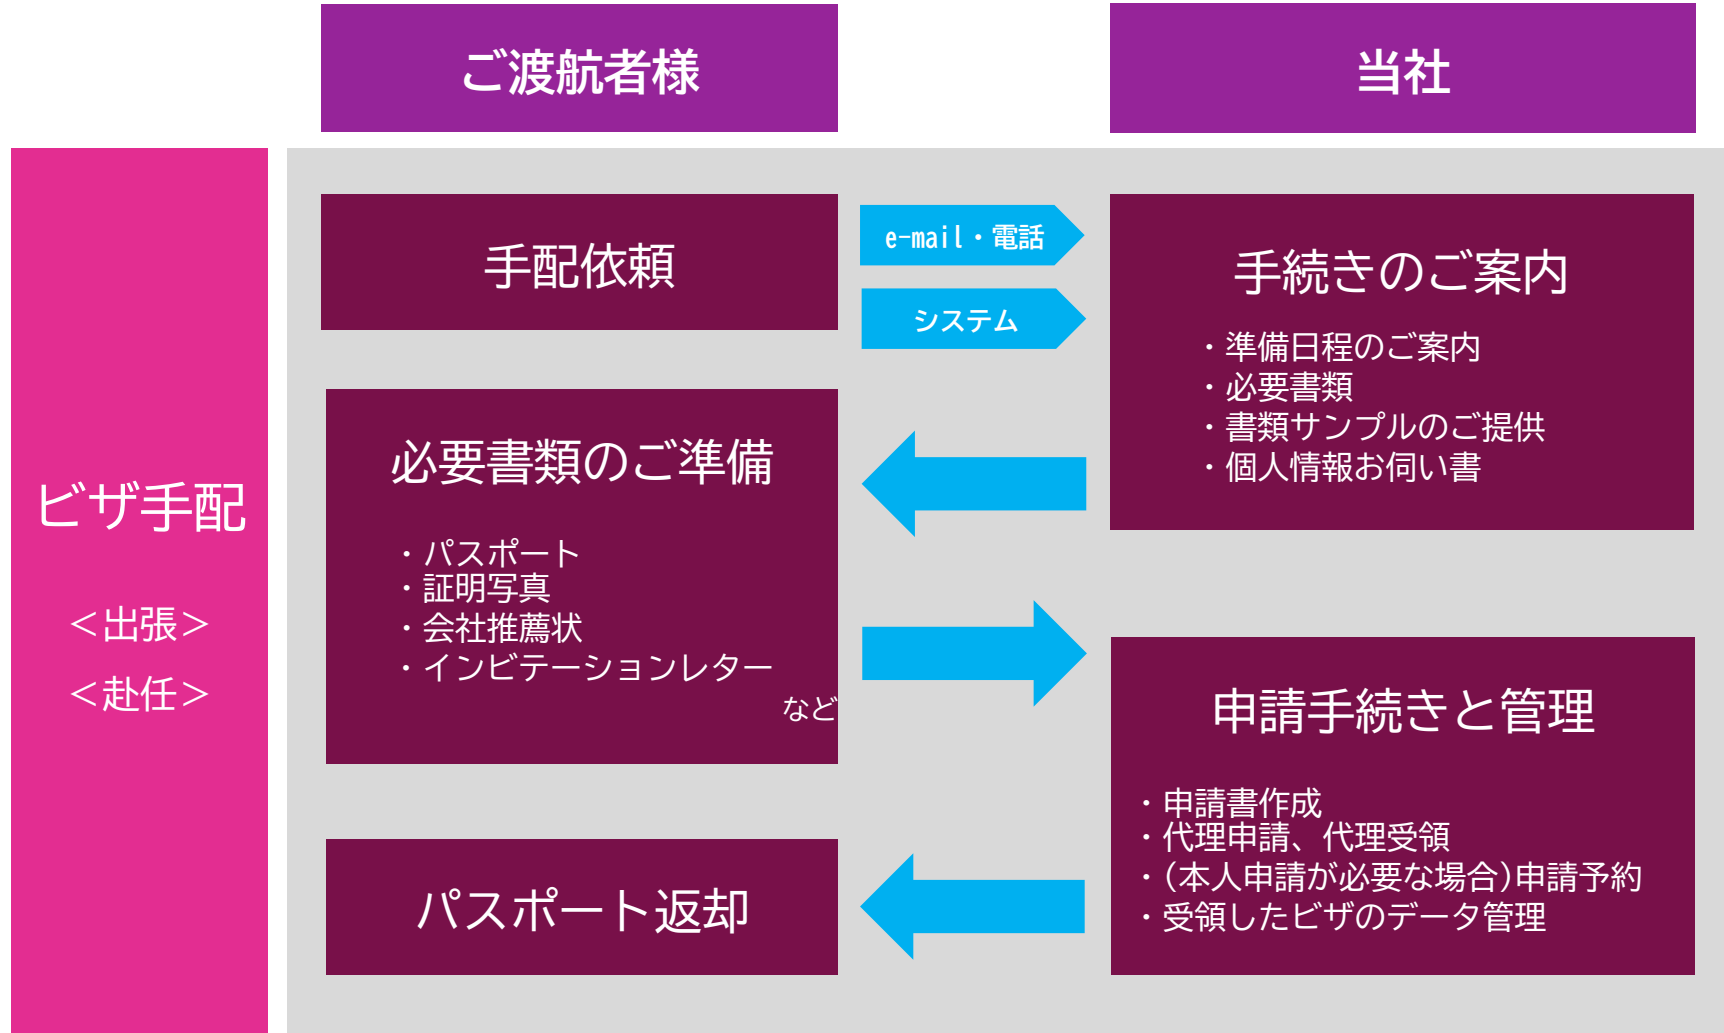 ご渡航者様
当社
ビザ手配
＜出張＞
＜赴任＞
手配依頼
e-mail・電話
システム
手続きのご案内
・準備日程のご案内
・必要書類
・書類サンプルのご提供
・個人情報お伺い書
必要書類のご準備
・パスポート
・証明写真
・会社推薦状
・インビテーションレター
など
申請手続きと管理
・申請書作成
・代理申請、代理受領
・(本人申請が必要な場合)申請予約
・受領したビザのデータ管理
パスポート返却